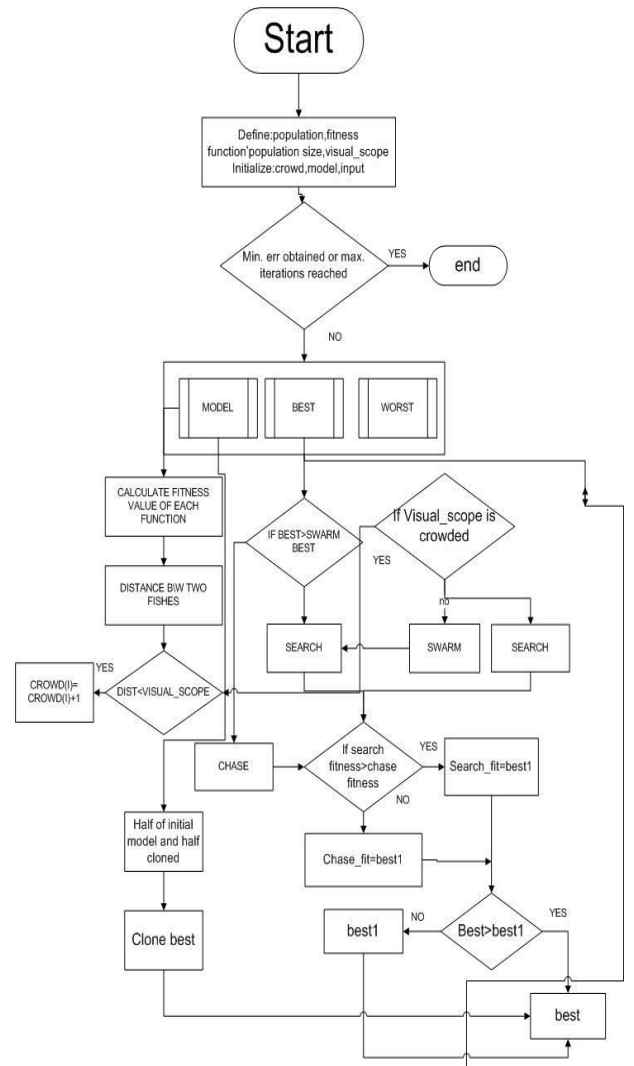 Start
Define:population,fitness
function'population size,visual_scope
Initialize:crowd,model,input
Min. err obtained or max.
iterations reached
YES
end
NO
MODEL
BEST
WORST
CALCULATE FITNESS
VALUE OF EACH
FUNCTION
IF BEST>SWARM
BEST
If Visual_scope is
crowded
YES
DISTANCE B\W TWO
FISHES
no
SEARCH
SWARM
SEARCH
YES
CROWD(I)=
CROWD(I)+1
DIST<VISUAL_SCOPE
CHASE
If search
fitness>chase
fitness
YES
Search_fit=best1
NO
Half of initial
model and half
cloned
Chase_fit=best1
Clone best
best1
NO
Best>best1
YES
best